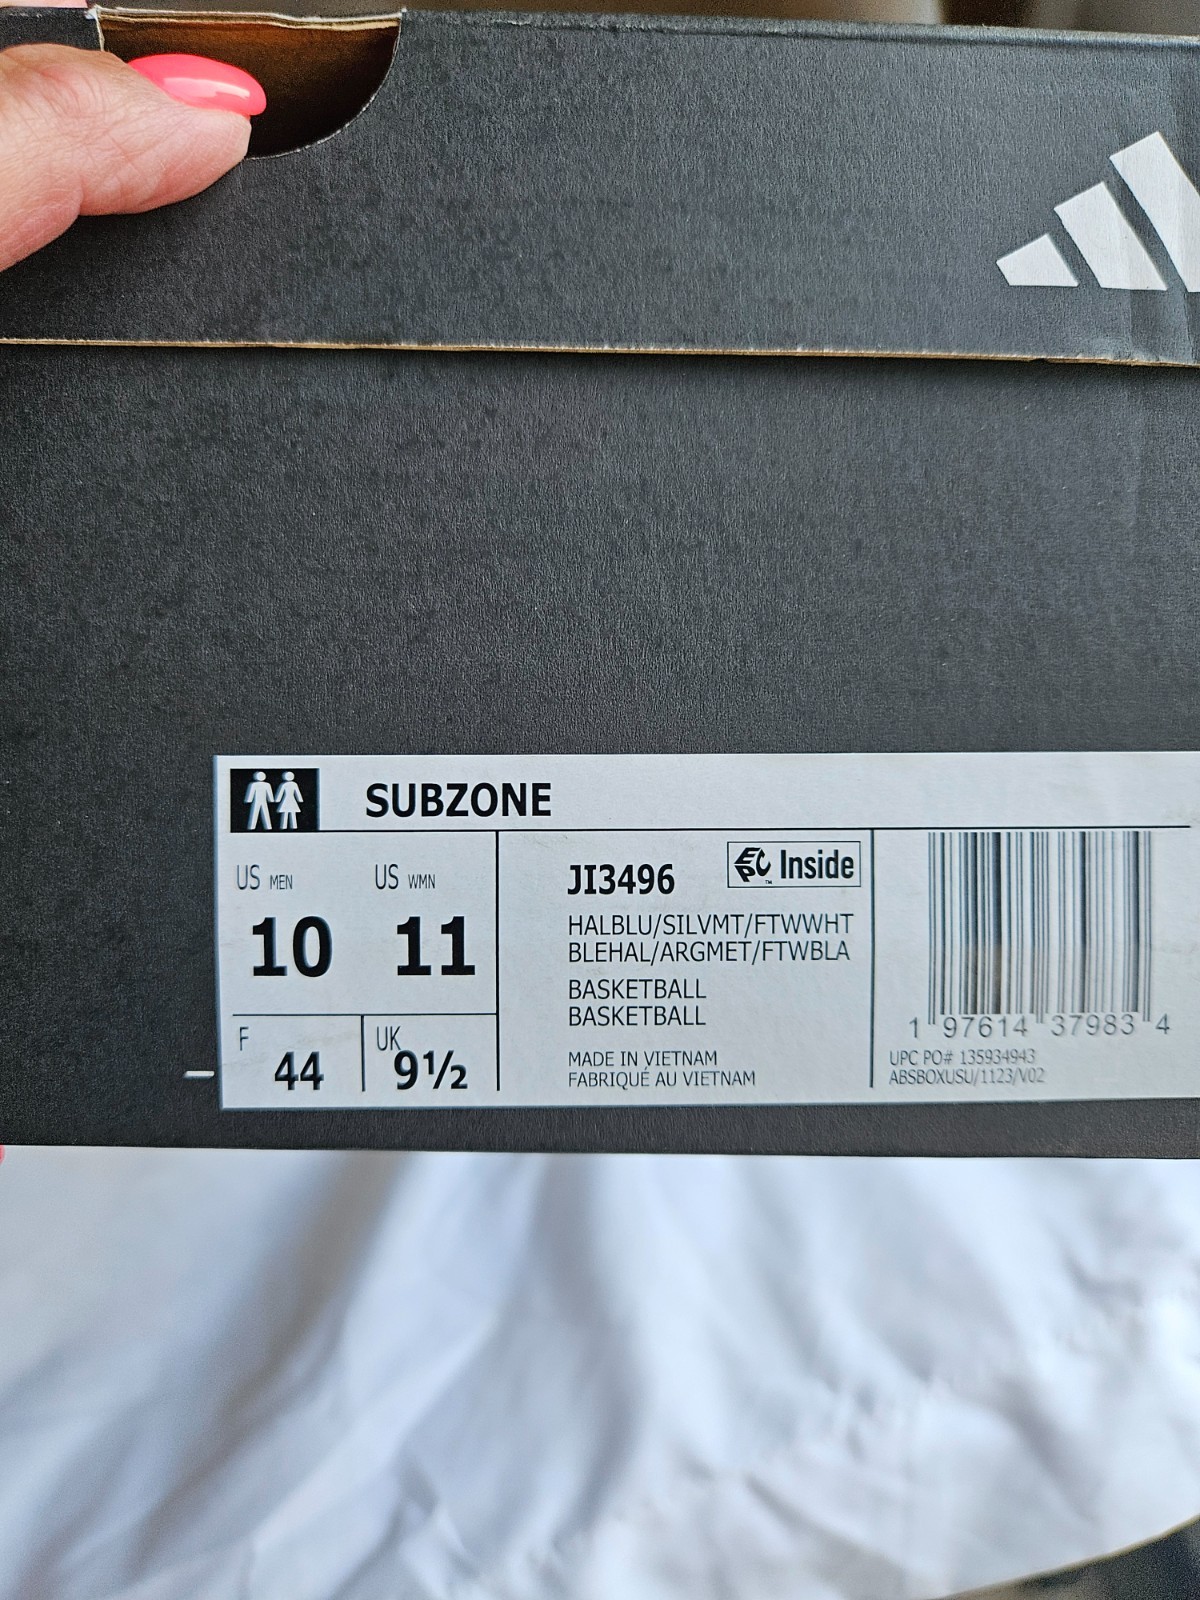 SUBZONE
US MEN
10
US WMN
11
F
44
UK
9½
JI3496
EPC™ Inside
HALBLU/SILVMT/FTWWHT
BLEHAL/ARGMET/FTWBLA
BASKETBALL
BASKETBALL
MADE IN VIETNAM
FABRIQUÉ AU VIETNAM
1 97614 37983 4
UPC PO# 135934943
ABSBOXUSU/1123/V02